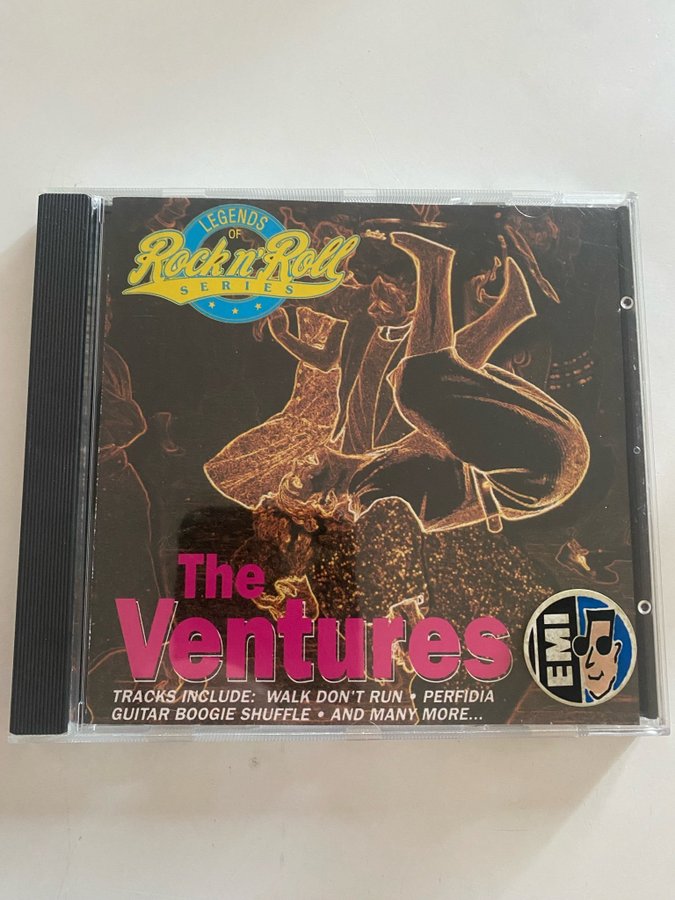 LEGENDS
OF
Rock n' Roll
SERIES
The
Ventures
TRACKS INCLUDE: WALK DON'T RUN • PERFIDIA
GUITAR BOOGIE SHUFFLE • AND MANY MORE...
EMI